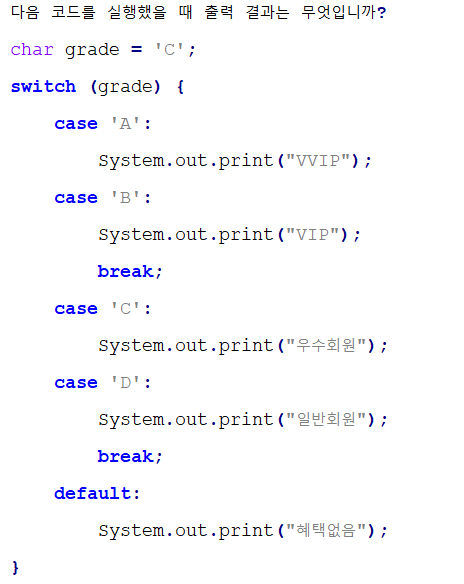 다음 코드를 실행했을 때 출력 결과는 무엇입니까?
char grade = 'C';
switch (grade) {
    case 'A':
        System.out.print("VVIP");
    case 'B':
        System.out.print("VIP");
        break;
    case 'C':
        System.out.print("우수회원");
    case 'D':
        System.out.print("일반회원");
        break;
    default:
        System.out.print("혜택없음");
}